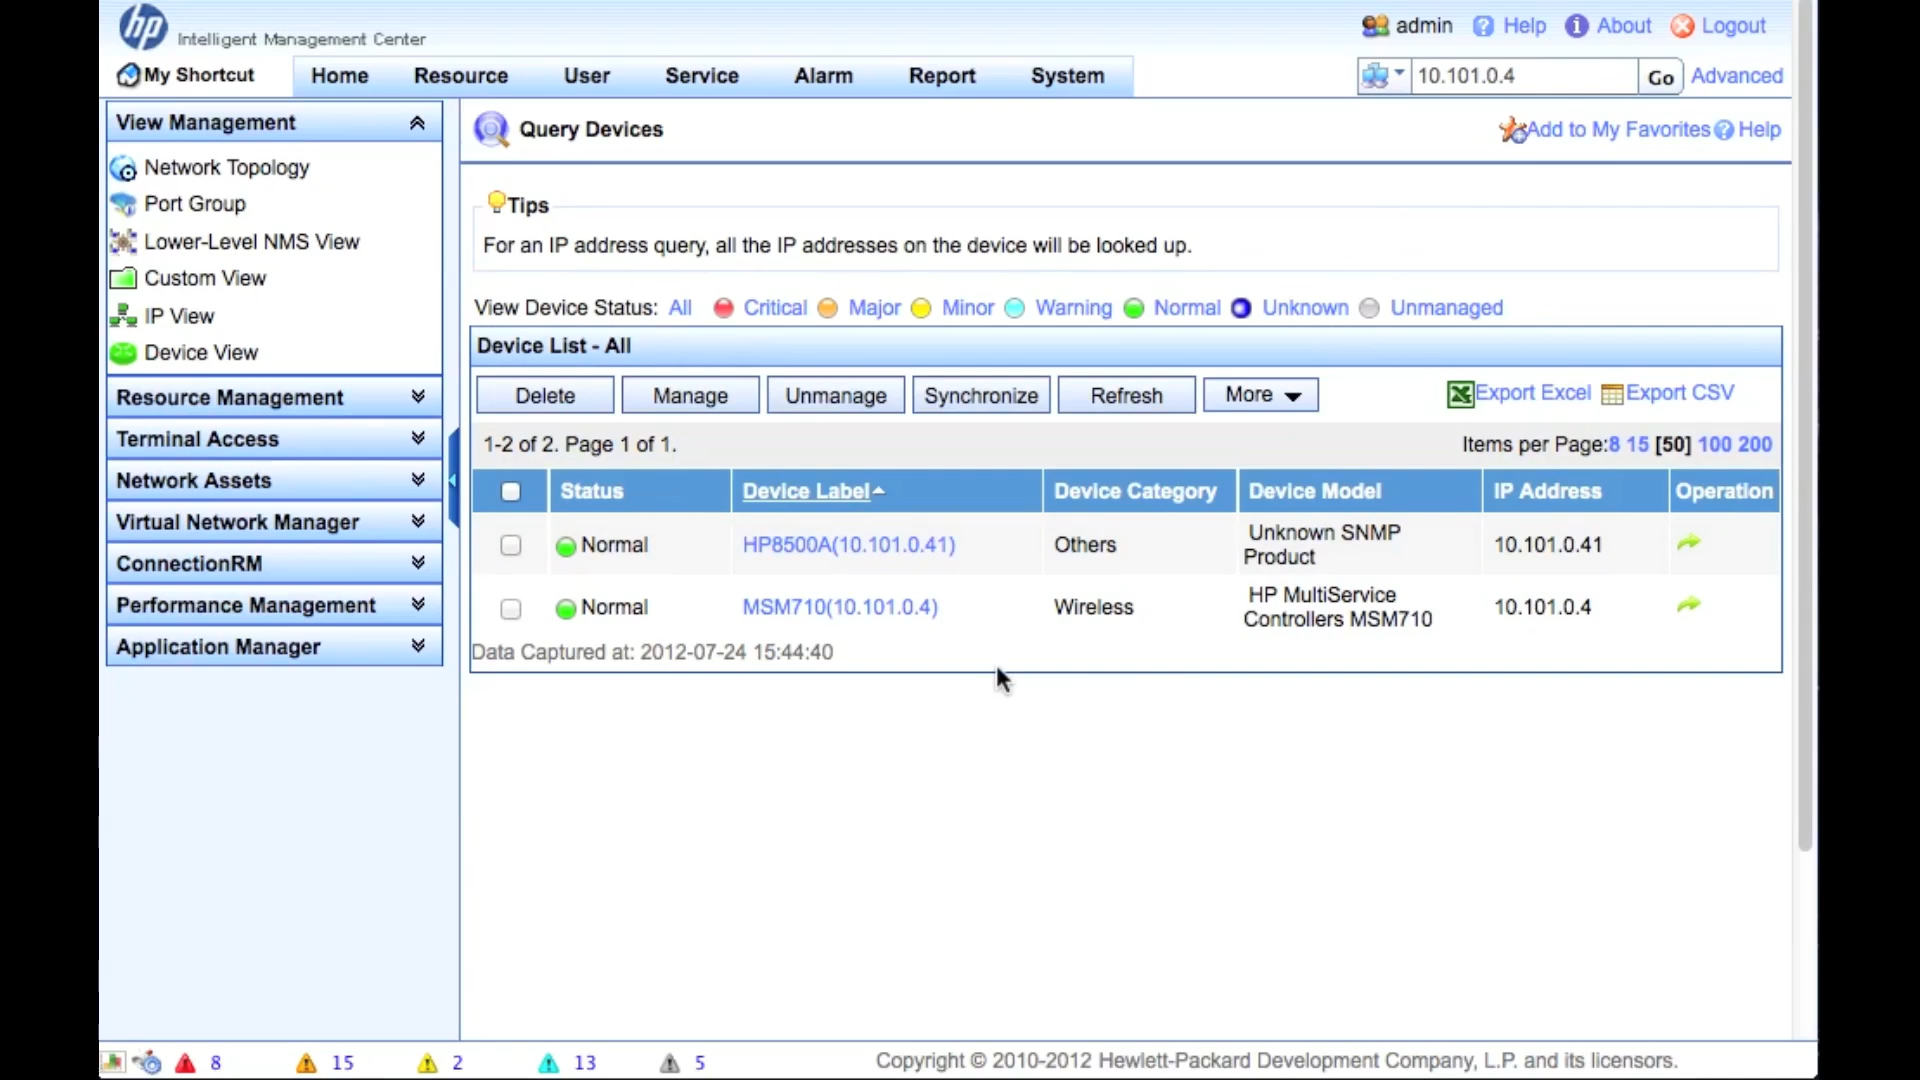 hp Intelligent Management Center
admin Help About Logout
My Shortcut Home Resource User Service Alarm Report System 10.101.0.4 Go Advanced
View Management
Network Topology
Port Group
Lower-Level NMS View
Custom View
IP View
Device View
Resource Management
Terminal Access
Network Assets
Virtual Network Manager
ConnectionRM
Performance Management
Application Manager
Query Devices Add to My Favorites Help
Tips
For an IP address query, all the IP addresses on the device will be looked up.
View Device Status: All Critical Major Minor Warning Normal Unknown Unmanaged
Device List - All
Delete Manage Unmanage Synchronize Refresh More Export Excel Export CSV
1-2 of 2. Page 1 of 1. Items per Page:8 15 [50] 100 200
Status Device Label Device Category Device Model IP Address Operation
Normal HP8500A(10.101.0.41) Others Unknown SNMP Product 10.101.0.41
Normal MSM710(10.101.0.4) Wireless HP MultiService Controllers MSM710 10.101.0.4
Data Captured at: 2012-07-24 15:44:40
8 15 2 13 5 Copyright © 2010-2012 Hewlett-Packard Development Company, L.P. and its licensors.